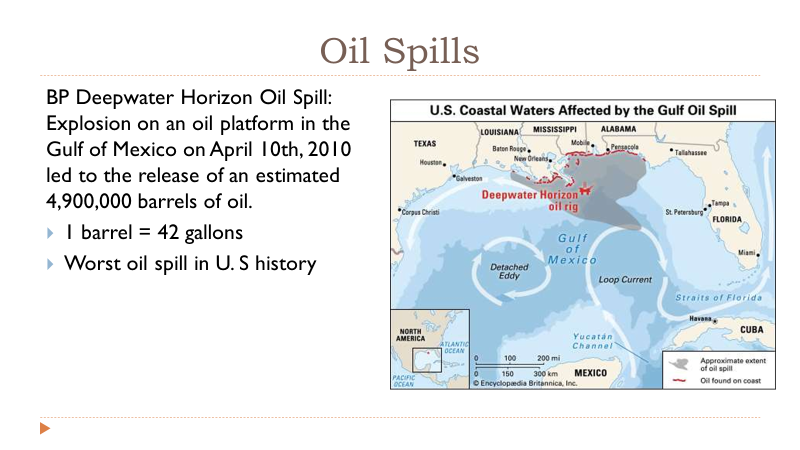 Oil Spills
BP Deepwater Horizon Oil Spill:
Explosion on an oil platform in the
Gulf of Mexico on April 10th, 2010
led to the release of an estimated
4,900,000 barrels of oil.
1 barrel = 42 gallons
Worst oil spill in U. S history
U.S. Coastal Waters Affected by the Gulf Oil Spill
TEXAS
LOUISIANA
MISSISSIPPI
ALABAMA
Baton Rouge
Mobile
Pensacola
Tallahassee
Houston
New Orleans
Galveston
Deepwater Horizon
oil rig
Corpus Christi
St. Petersburg
Tampa
FLORIDA
Gulf
of
Mexico
Miami
Detached
Eddy
Loop Current
Straits of Florida
Havana
CUBA
NORTH
AMERICA
ATLANTIC
OCEAN
PACIFIC
OCEAN
Yucatán
Channel
0 100 200 mi
0 150 300 km
© Encyclopædia Britannica, Inc.
MEXICO
Approximate extent
of oil spill
Oil found on coast